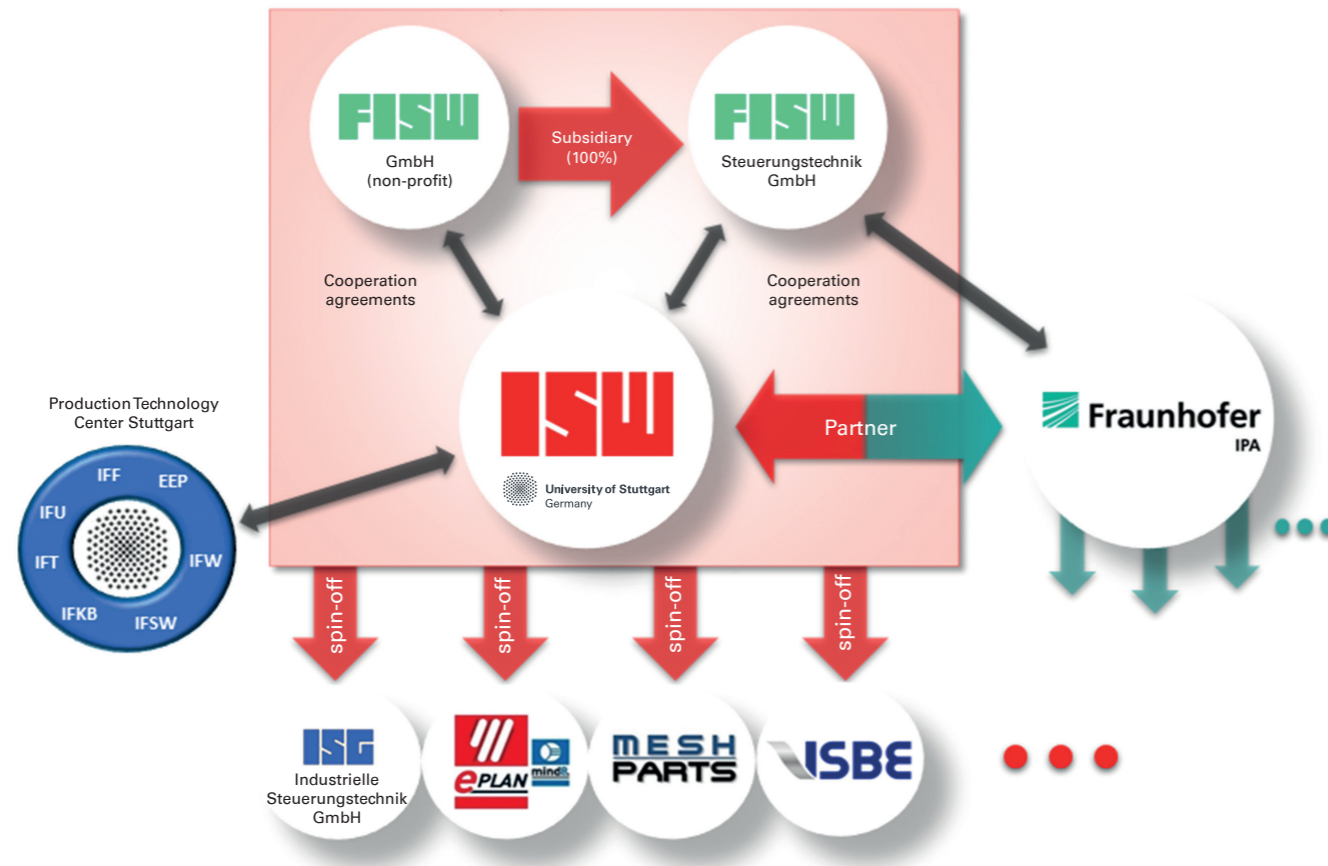 FISW
GmbH
(non-profit)
Subsidiary
(100%)
FISW
Steuerungstechnik
GmbH
Cooperation
agreements
Cooperation
agreements
ISW
University of Stuttgart
Germany
Partner
Fraunhofer
IPA
Production Technology
Center Stuttgart
IFF
EEP
IFU
IFW
IFT
IFKB
IFSW
spin-off
spin-off
spin-off
spin-off
ISG
Industrielle
Steuerungstechnik
GmbH
ePLAN
MESH
PARTS
ISBE